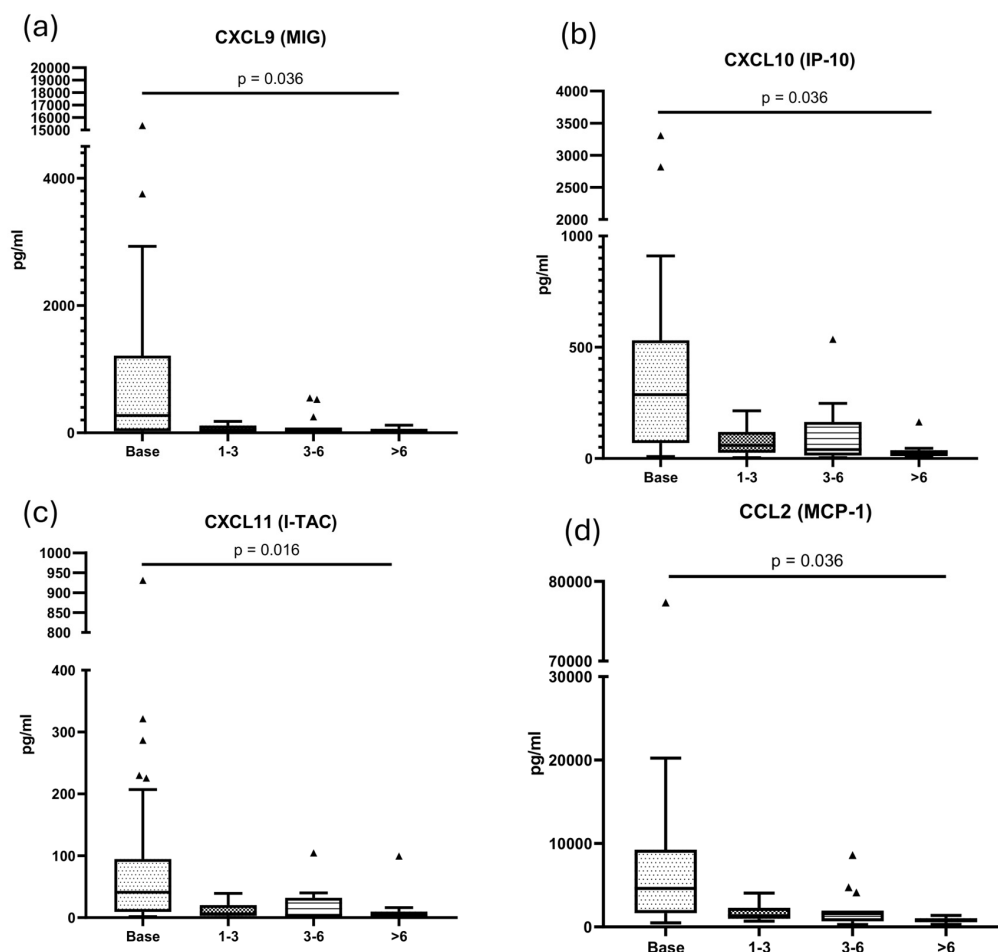 (a)
CXCL9 (MIG)
20000
19000
18000
17000
16000
15000
p = 0.036
4000
2000
0
pg/ml
Base 1-3 3-6 >6
(b)
CXCL10 (IP-10)
4000
3500
3000
2500
2000
p = 0.036
1000
500
0
pg/ml
Base 1-3 3-6 >6
(c)
CXCL11 (I-TAC)
1000
950
900
850
800
p = 0.016
400
300
200
100
0
pg/ml
Base 1-3 3-6 >6
(d)
CCL2 (MCP-1)
80000
70000
p = 0.036
30000
20000
10000
0
pg/ml
Base 1-3 3-6 >6